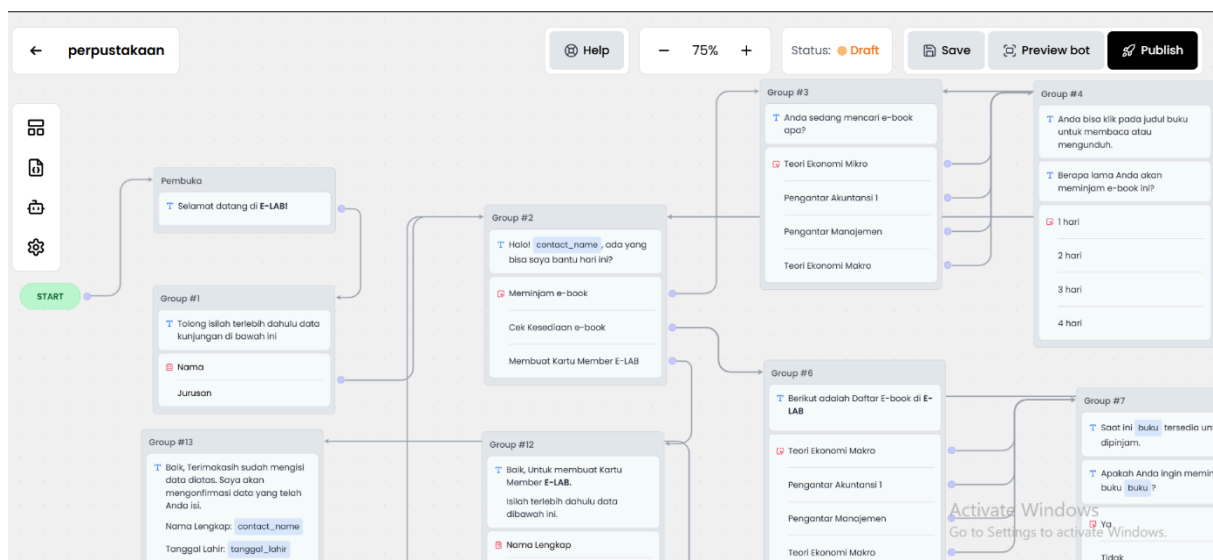 perpustakaan
Help
75%
Status: Draft
Save
Preview bot
Publish
START
Pembuka
Selamat datang di E-LAB!
Group #1
Tolong isilah terlebih dahulu data
kunjungan di bawah ini
Nama
Jurusan
Group #2
Halo! contact_name , ada yang
bisa saya bantu hari ini?
Meminjam e-book
Cek Kesediaan e-book
Membuat Kartu Member E-LAB
Group #3
Anda sedang mencari e-book
apa?
Teori Ekonomi Mikro
Pengantar Akuntansi 1
Pengantar Manajemen
Teori Ekonomi Makro
Group #4
Anda bisa klik pada judul buku
untuk membaca atau
mengunduh.
Berapa lama Anda akan
meminjam e-book ini?
1 hari
2 hari
3 hari
4 hari
Group #13
Baik, Terimakasih sudah mengisi
data diatas. Saya akan
mengonfirmasi data yang telah
Anda isi.
Nama Lengkap: contact_name
Tanggal Lahir: tanggal_lahir
Group #12
Baik, Untuk membuat Kartu
Member E-LAB.
Isilah terlebih dahulu data
dibawah ini.
Nama Lengkap
Group #6
Berikut adalah Daftar E-book di E-
LAB
Teori Ekonomi Makro
Pengantar Akuntansi 1
Pengantar Manajemen
Teori Ekonomi Makro
Group #7
Saat ini buku tersedia un
dipinjam.
Apakah Anda ingin memin
buku buku ?
Ya
Tidak
Activate Windows
Go to Settings to activate Windows.